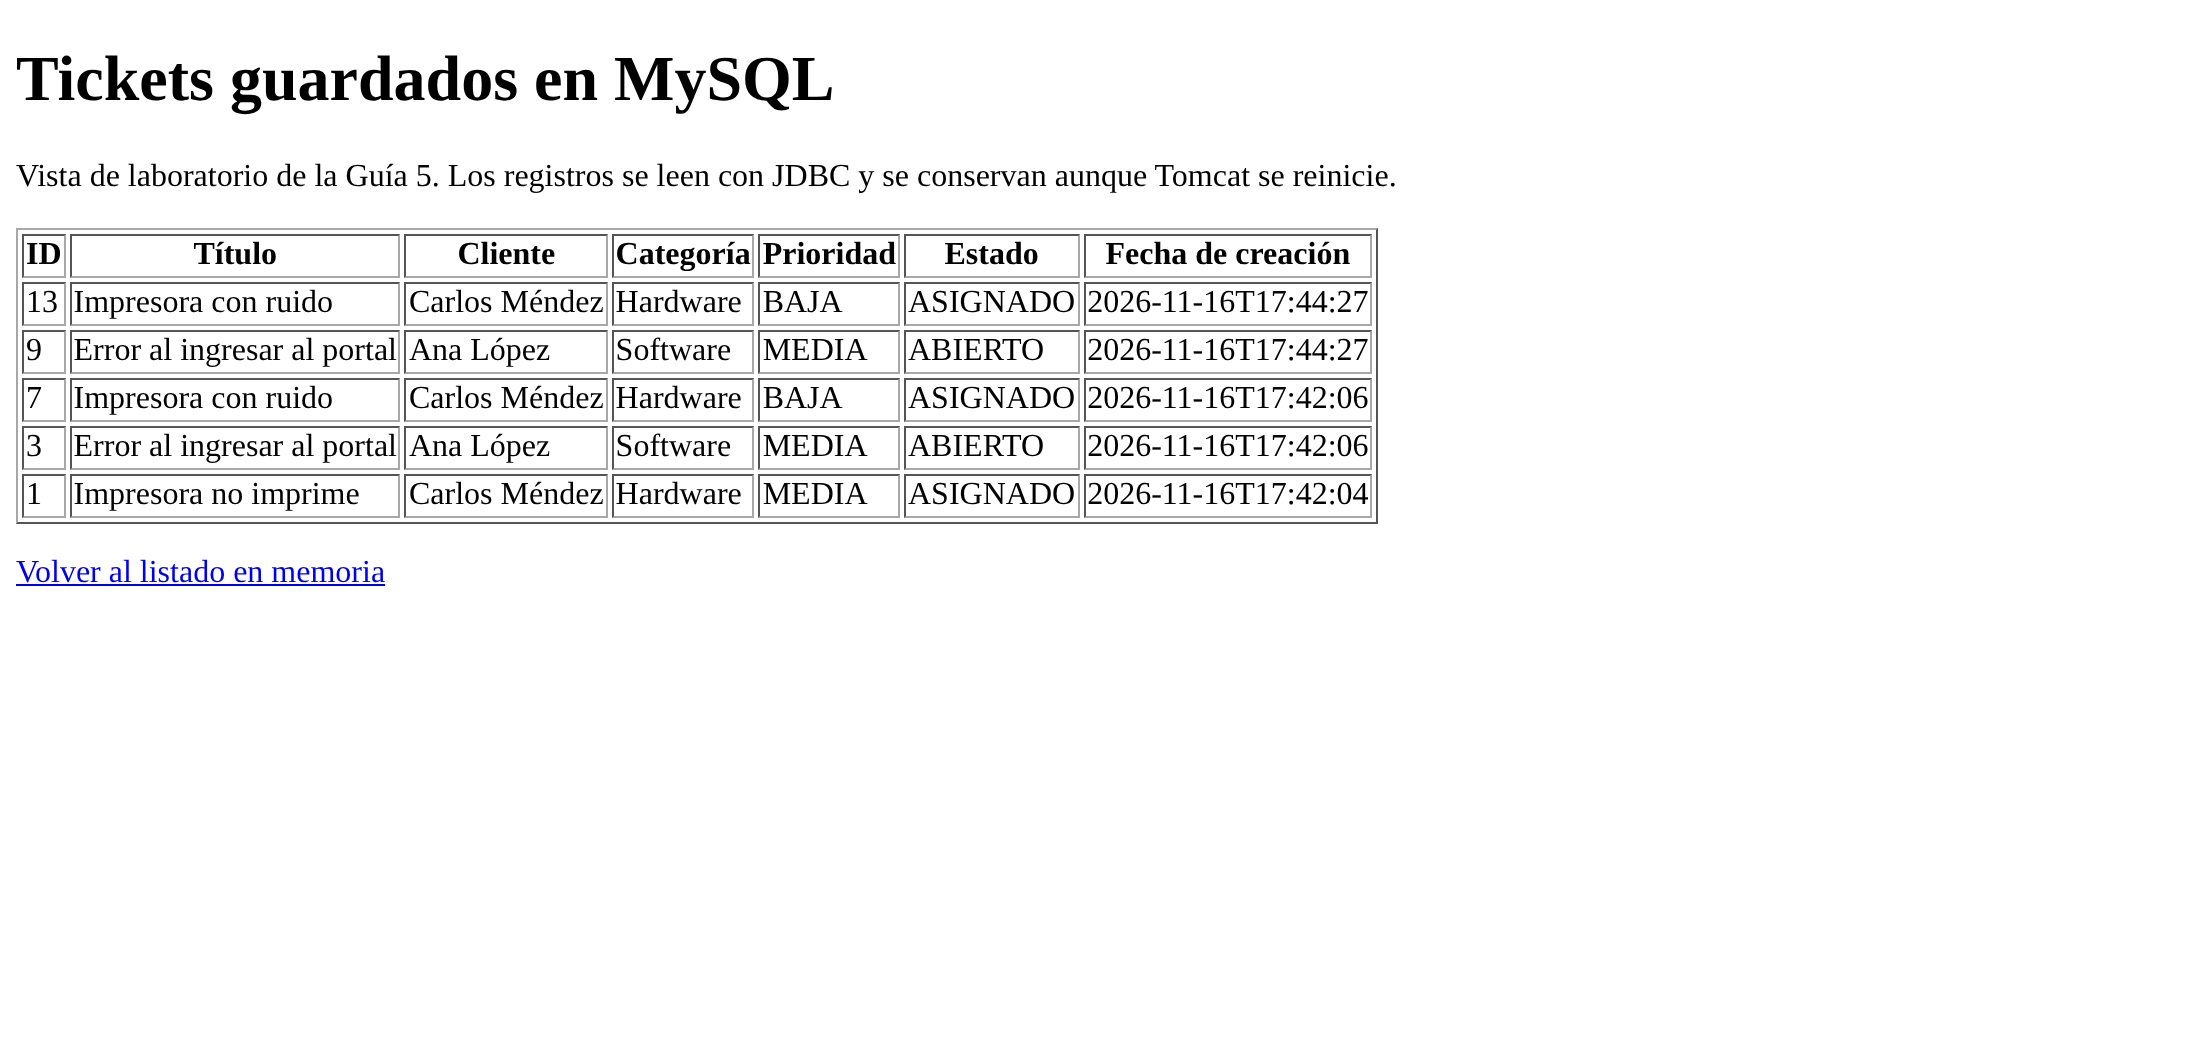 Tickets guardados en MySQL
Vista de laboratorio de la Guía 5. Los registros se leen con JDBC y se conservan aunque Tomcat se reinicie.
ID Título Cliente Categoría Prioridad Estado Fecha de creación
13 Impresora con ruido Carlos Méndez Hardware BAJA ASIGNADO 2026-11-16T17:44:27
9 Error al ingresar al portal Ana López Software MEDIA ABIERTO 2026-11-16T17:44:27
7 Impresora con ruido Carlos Méndez Hardware BAJA ASIGNADO 2026-11-16T17:42:06
3 Error al ingresar al portal Ana López Software MEDIA ABIERTO 2026-11-16T17:42:06
1 Impresora no imprime Carlos Méndez Hardware MEDIA ASIGNADO 2026-11-16T17:42:04
Volver al listado en memoria